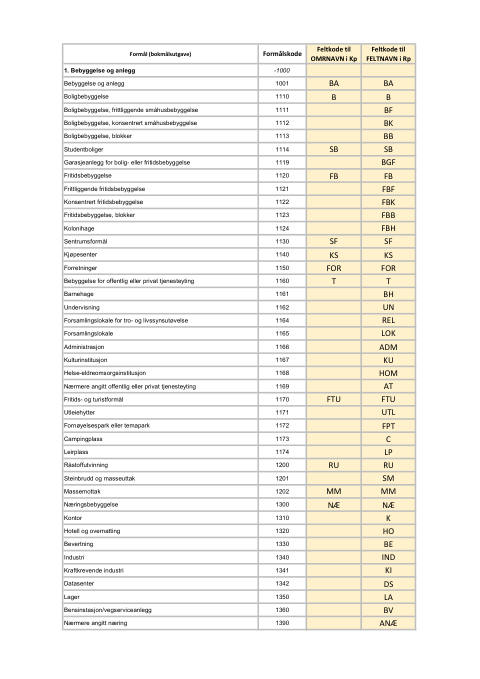 Formål (bokmålsutgave) Formålskode Feltkode til OMRNAVN i Kp Feltkode til FELTNAVN i Rp
1. Bebyggelse og anlegg -1000
Bebyggelse og anlegg 1001 BA BA
Boligbebyggelse 1110 B B
Boligbebyggelse, frittliggende småhusbebyggelse 1111 BF
Boligbebyggelse, konsentrert småhusbebyggelse 1112 BK
Boligbebyggelse, blokker 1113 BB
Studentboliger 1114 SB SB
Garasjeanlegg for bolig- eller fritidsbebyggelse 1119 BGF
Fritidsbebyggelse 1120 FB FB
Frittliggende fritidsbebyggelse 1121 FBF
Konsentrert fritidsbebyggelse 1122 FBK
Fritidsbebyggelse, blokker 1123 FBB
Kolonihage 1124 FBH
Sentrumsformål 1130 SF SF
Kjøpesenter 1140 KS KS
Forretninger 1150 FOR FOR
Bebyggelse for offentlig eller privat tjenesteyting 1160 T T
Barnehage 1161 BH
Undervisning 1162 UN
Forsamlingslokale for tro- og livssynsutøvelse 1164 REL
Forsamlingslokale 1165 LOK
Administrasjon 1166 ADM
Kulturinstitusjon 1167 KU
Helse-eldreomsorgsinstitusjon 1168 HOM
Nærmere angitt offentlig eller privat tjenesteyting 1169 AT
Fritids- og turistformål 1170 FTU FTU
Utleiehytter 1171 UTL
Fornøyelsespark eller temapark 1172 FPT
Campingplass 1173 C
Leirplass 1174 LP
Råstoffutvinning 1200 RU RU
Steinbrudd og masseuttak 1201 SM
Massemottak 1202 MM MM
Næringsbebyggelse 1300 NÆ NÆ
Kontor 1310 K
Hotell og overnatting 1320 HO
Bevertning 1330 BE
Industri 1340 IND
Kraftkrevende industri 1341 KI
Datasenter 1342 DS
Lager 1350 LA
Bensinstasjon/vegserviceanlegg 1360 BV
Nærmere angitt næring 1390 ANÆ